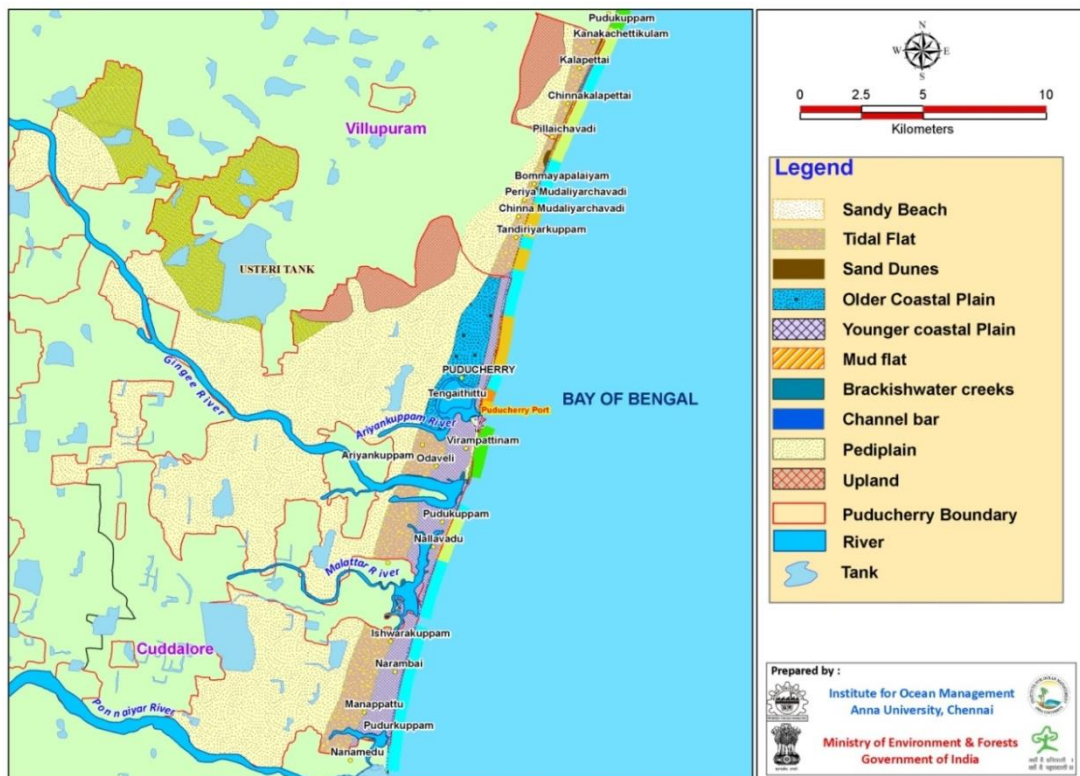 Pudukuppam
Kanakachettikulam
Kalapettai
Chinnakalapettai
Pillaichavadi
Villupuram
Bommayapalaiyam
Periya Mudaliyarchavadi
Chinna Mudaliyarchavadi
Tandiriyarkuppam
USTERI TANK
PUDUCHERRY
Tengaithittu
Gingee River
BAY OF BENGAL
Puducherry Port
Ariyankuppam River
Virampattinam
Ariyankuppam
Odaveli
Pudukuppam
Nallavadu
Malattar River
Ishwarakuppam
Cuddalore
Narambai
Ponnaiyar River
Manappattu
Pudurkuppam
Nanamedu
N
W E
S
0 2.5 5 10
Kilometers
Legend
Sandy Beach
Tidal Flat
Sand Dunes
Older Coastal Plain
Younger coastal Plain
Mud flat
Brackishwater creeks
Channel bar
Pediplain
Upland
Puducherry Boundary
River
Tank
Prepared by :
Institute for Ocean Management
Anna University, Chennai
Ministry of Environment & Forests
Government of India